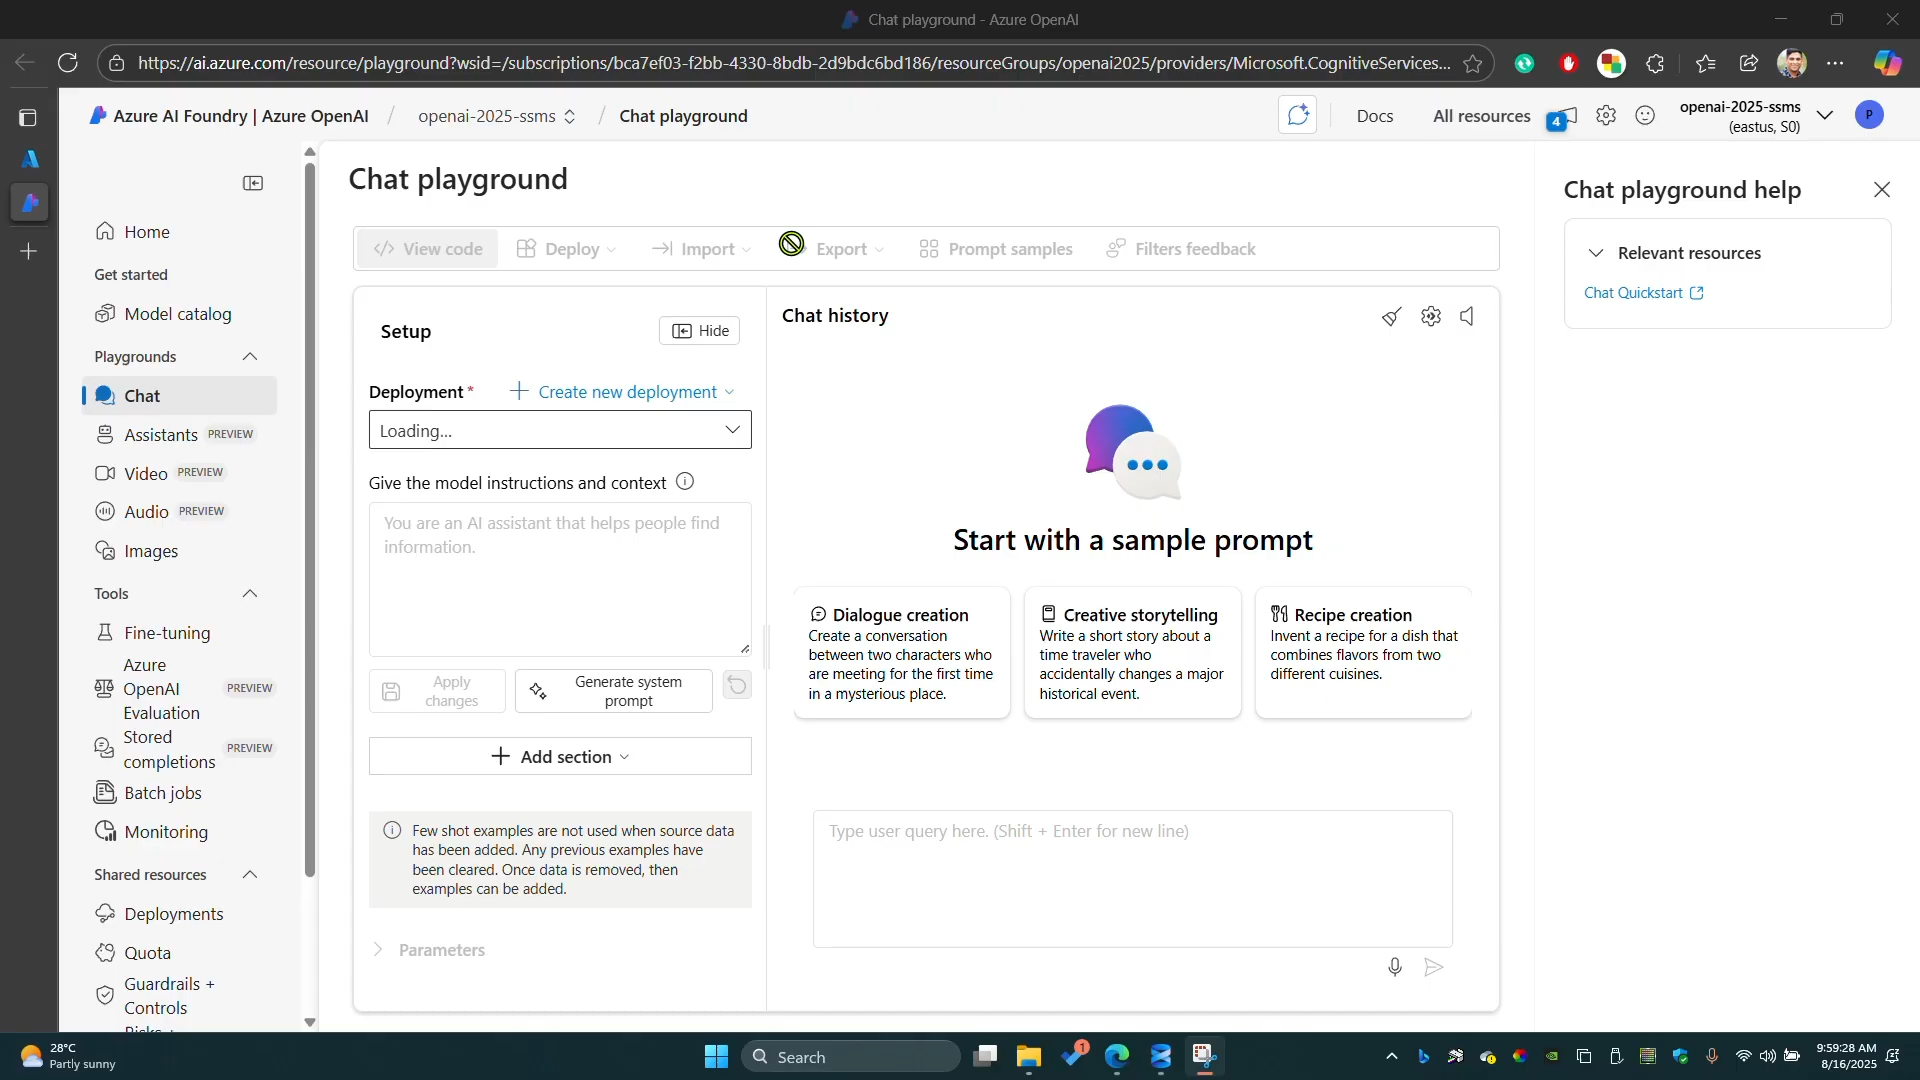 Chat playground - Azure OpenAI
https://ai.azure.com/resource/playground?wsid=/subscriptions/bca7ef03-f2bb-4330-8bdb-2d9bdc6bd186/resourceGroups/openai2025/providers/Microsoft.CognitiveServices...
Azure AI Foundry | Azure OpenAI / openai-2025-ssms / Chat playground
Docs
All resources
4
openai-2025-ssms
(eastus, S0)
P
Home
Get started
Model catalog
Playgrounds
Chat
Assistants PREVIEW
Video PREVIEW
Audio PREVIEW
Images
Tools
Fine-tuning
Azure
OpenAI PREVIEW
Evaluation
Stored
completions PREVIEW
Batch jobs
Monitoring
Shared resources
Deployments
Quota
Guardrails +
Controls
Chat playground
View code
Deploy
Import
Export
Prompt samples
Filters feedback
Setup
Hide
Deployment *
Create new deployment
Loading...
Give the model instructions and context
You are an AI assistant that helps people find
information.
Apply
changes
Generate system
prompt
Add section
Few shot examples are not used when source data
has been added. Any previous examples have
been cleared. Once data is removed, then
examples can be added.
Parameters
Chat history
Start with a sample prompt
Dialogue creation
Create a conversation
between two characters who
are meeting for the first time
in a mysterious place.
Creative storytelling
Write a short story about a
time traveler who
accidentally changes a major
historical event.
Recipe creation
Invent a recipe for a dish that
combines flavors from two
different cuisines.
Type user query here. (Shift + Enter for new line)
Chat playground help
Relevant resources
Chat Quickstart
28°C
Partly sunny
Search
1
9:59:28 AM
8/16/2025